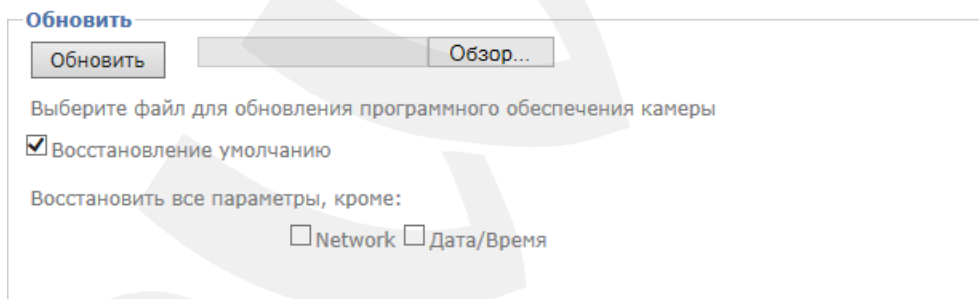 Обновить
Обновить Обзор...
Выберите файл для обновления программного обеспечения камеры
Восстановление умолчанию
Восстановить все параметры, кроме:
Network Дата/Время